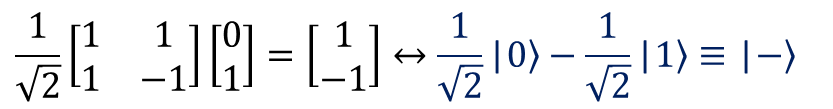 1/√2 [1 1; 1 −1] [0; 1] = [1; −1] ↔ 1/√2 |0⟩ − 1/√2 |1⟩ ≡ |−⟩